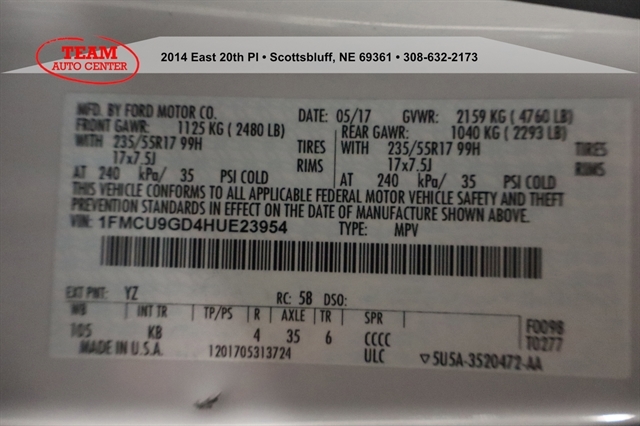 TEAM
AUTO CENTER
2014 East 20th Pl • Scottsbluff, NE 69361 • 308-632-2173
MFD. BY FORD MOTOR CO. DATE: 05/17 GVWR: 2159 KG ( 4760 LB)
FRONT GAWR: 1125 KG ( 2480 LB) REAR GAWR: 1040 KG ( 2293 LB)
WITH 235/55R17 99H TIRES WITH 235/55R17 99H TIRES
17x7.5J RIMS 17x7.5J RIMS
AT 240 kPa/ 35 PSI COLD AT 240 kPa/ 35 PSI COLD
THIS VEHICLE CONFORMS TO ALL APPLICABLE FEDERAL MOTOR VEHICLE SAFETY AND THEFT
PREVENTION STANDARDS IN EFFECT ON THE DATE OF MANUFACTURE SHOWN ABOVE.
VIN: 1FMCU9GD4HUE23954 TYPE: MPV
EXT PNT: YZ RC: 58 DSO:
WB INT TR TP/PS R AXLE TR SPR
105 KB 4 35 6 CCCC F0098
MADE IN U.S.A. 1201705313724 ULC T0277
▽5U5A-3520472-AA